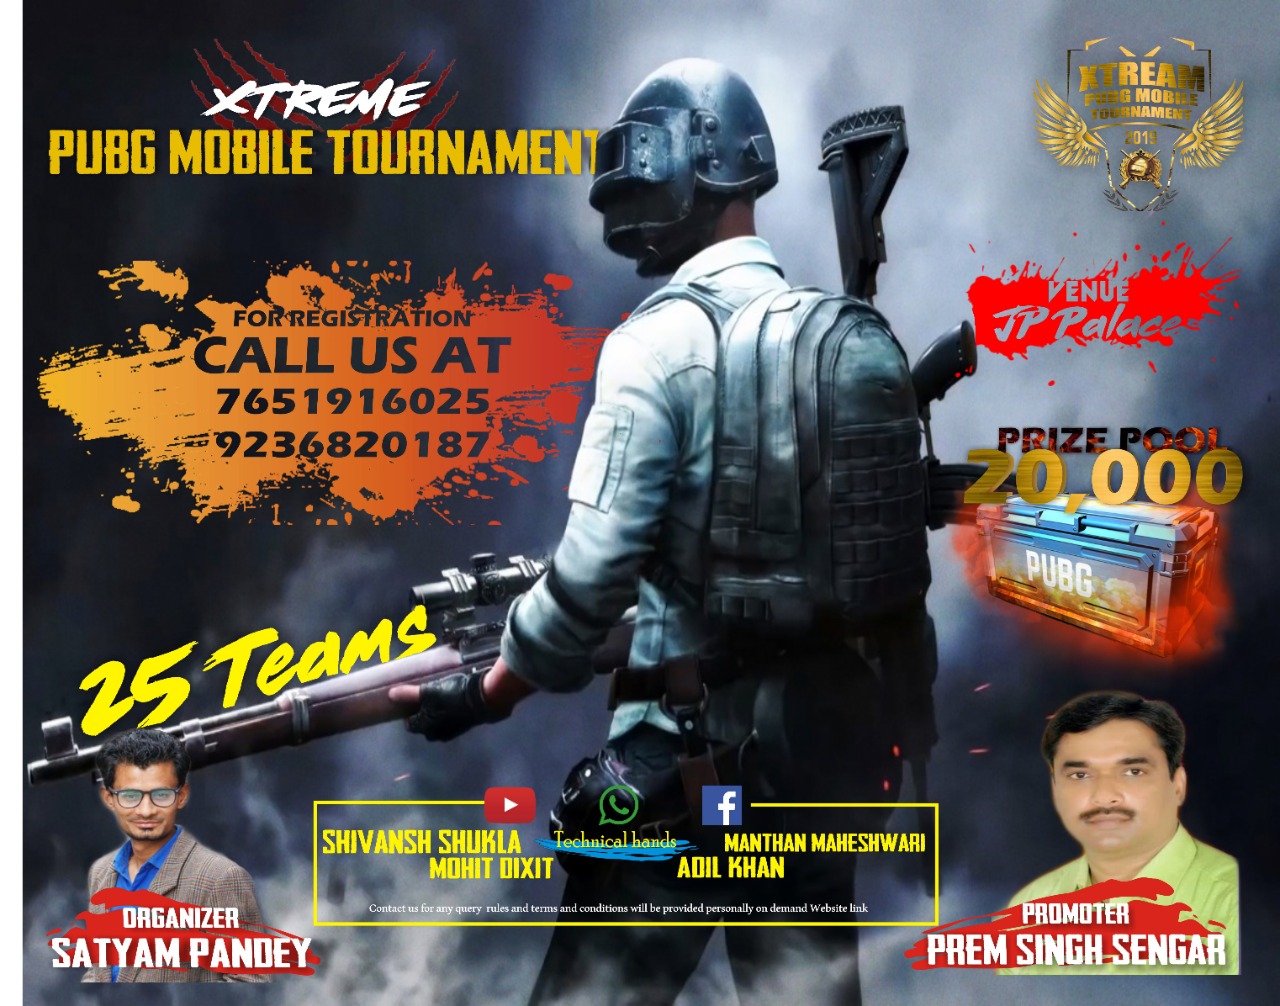 XTREME
PUBG MOBILE TOURNAMENT
XTREAM
PUBG MOBILE
TOURNAMENT
2019
VENUE
JP Palace
FOR REGISTRATION
CALL US AT
7651916025
9236820187
PRIZE POOL
20,000
PUBG
25 Teams
SHIVANSH SHUKLA
MOHIT DIXIT
Technical hands
MANTHAN MAHESHWARI
ADIL KHAN
Contact us for any query rules and terms and conditions will be provided personally on demand Website link
ORGANIZER
SATYAM PANDEY
PROMOTER
PREM SINGH SENGAR